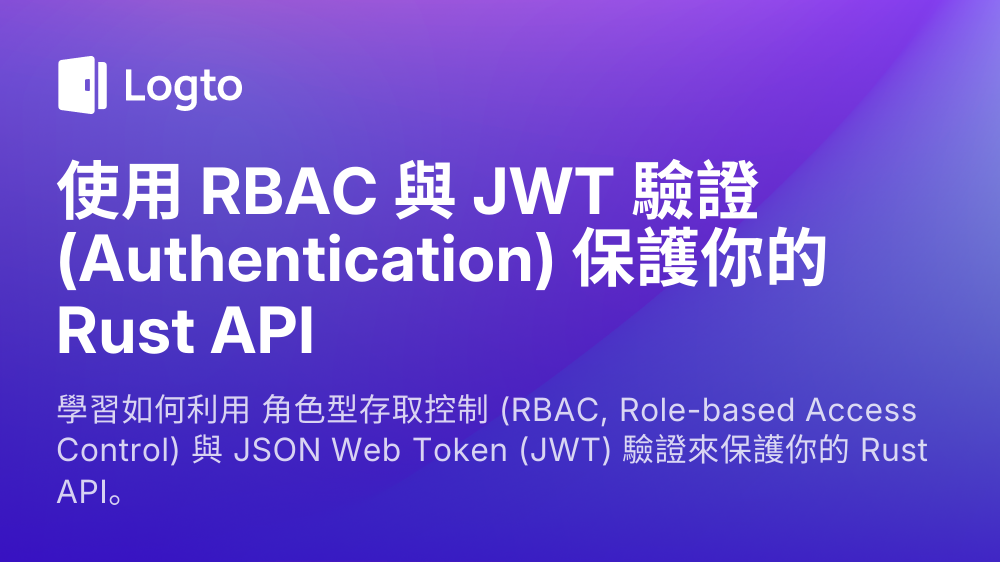 Logto
使用 RBAC 與 JWT 驗證
(Authentication) 保護你的
Rust API
學習如何利用 角色型存取控制 (RBAC, Role-based Access
Control) 與 JSON Web Token (JWT) 驗證來保護你的 Rust
API。